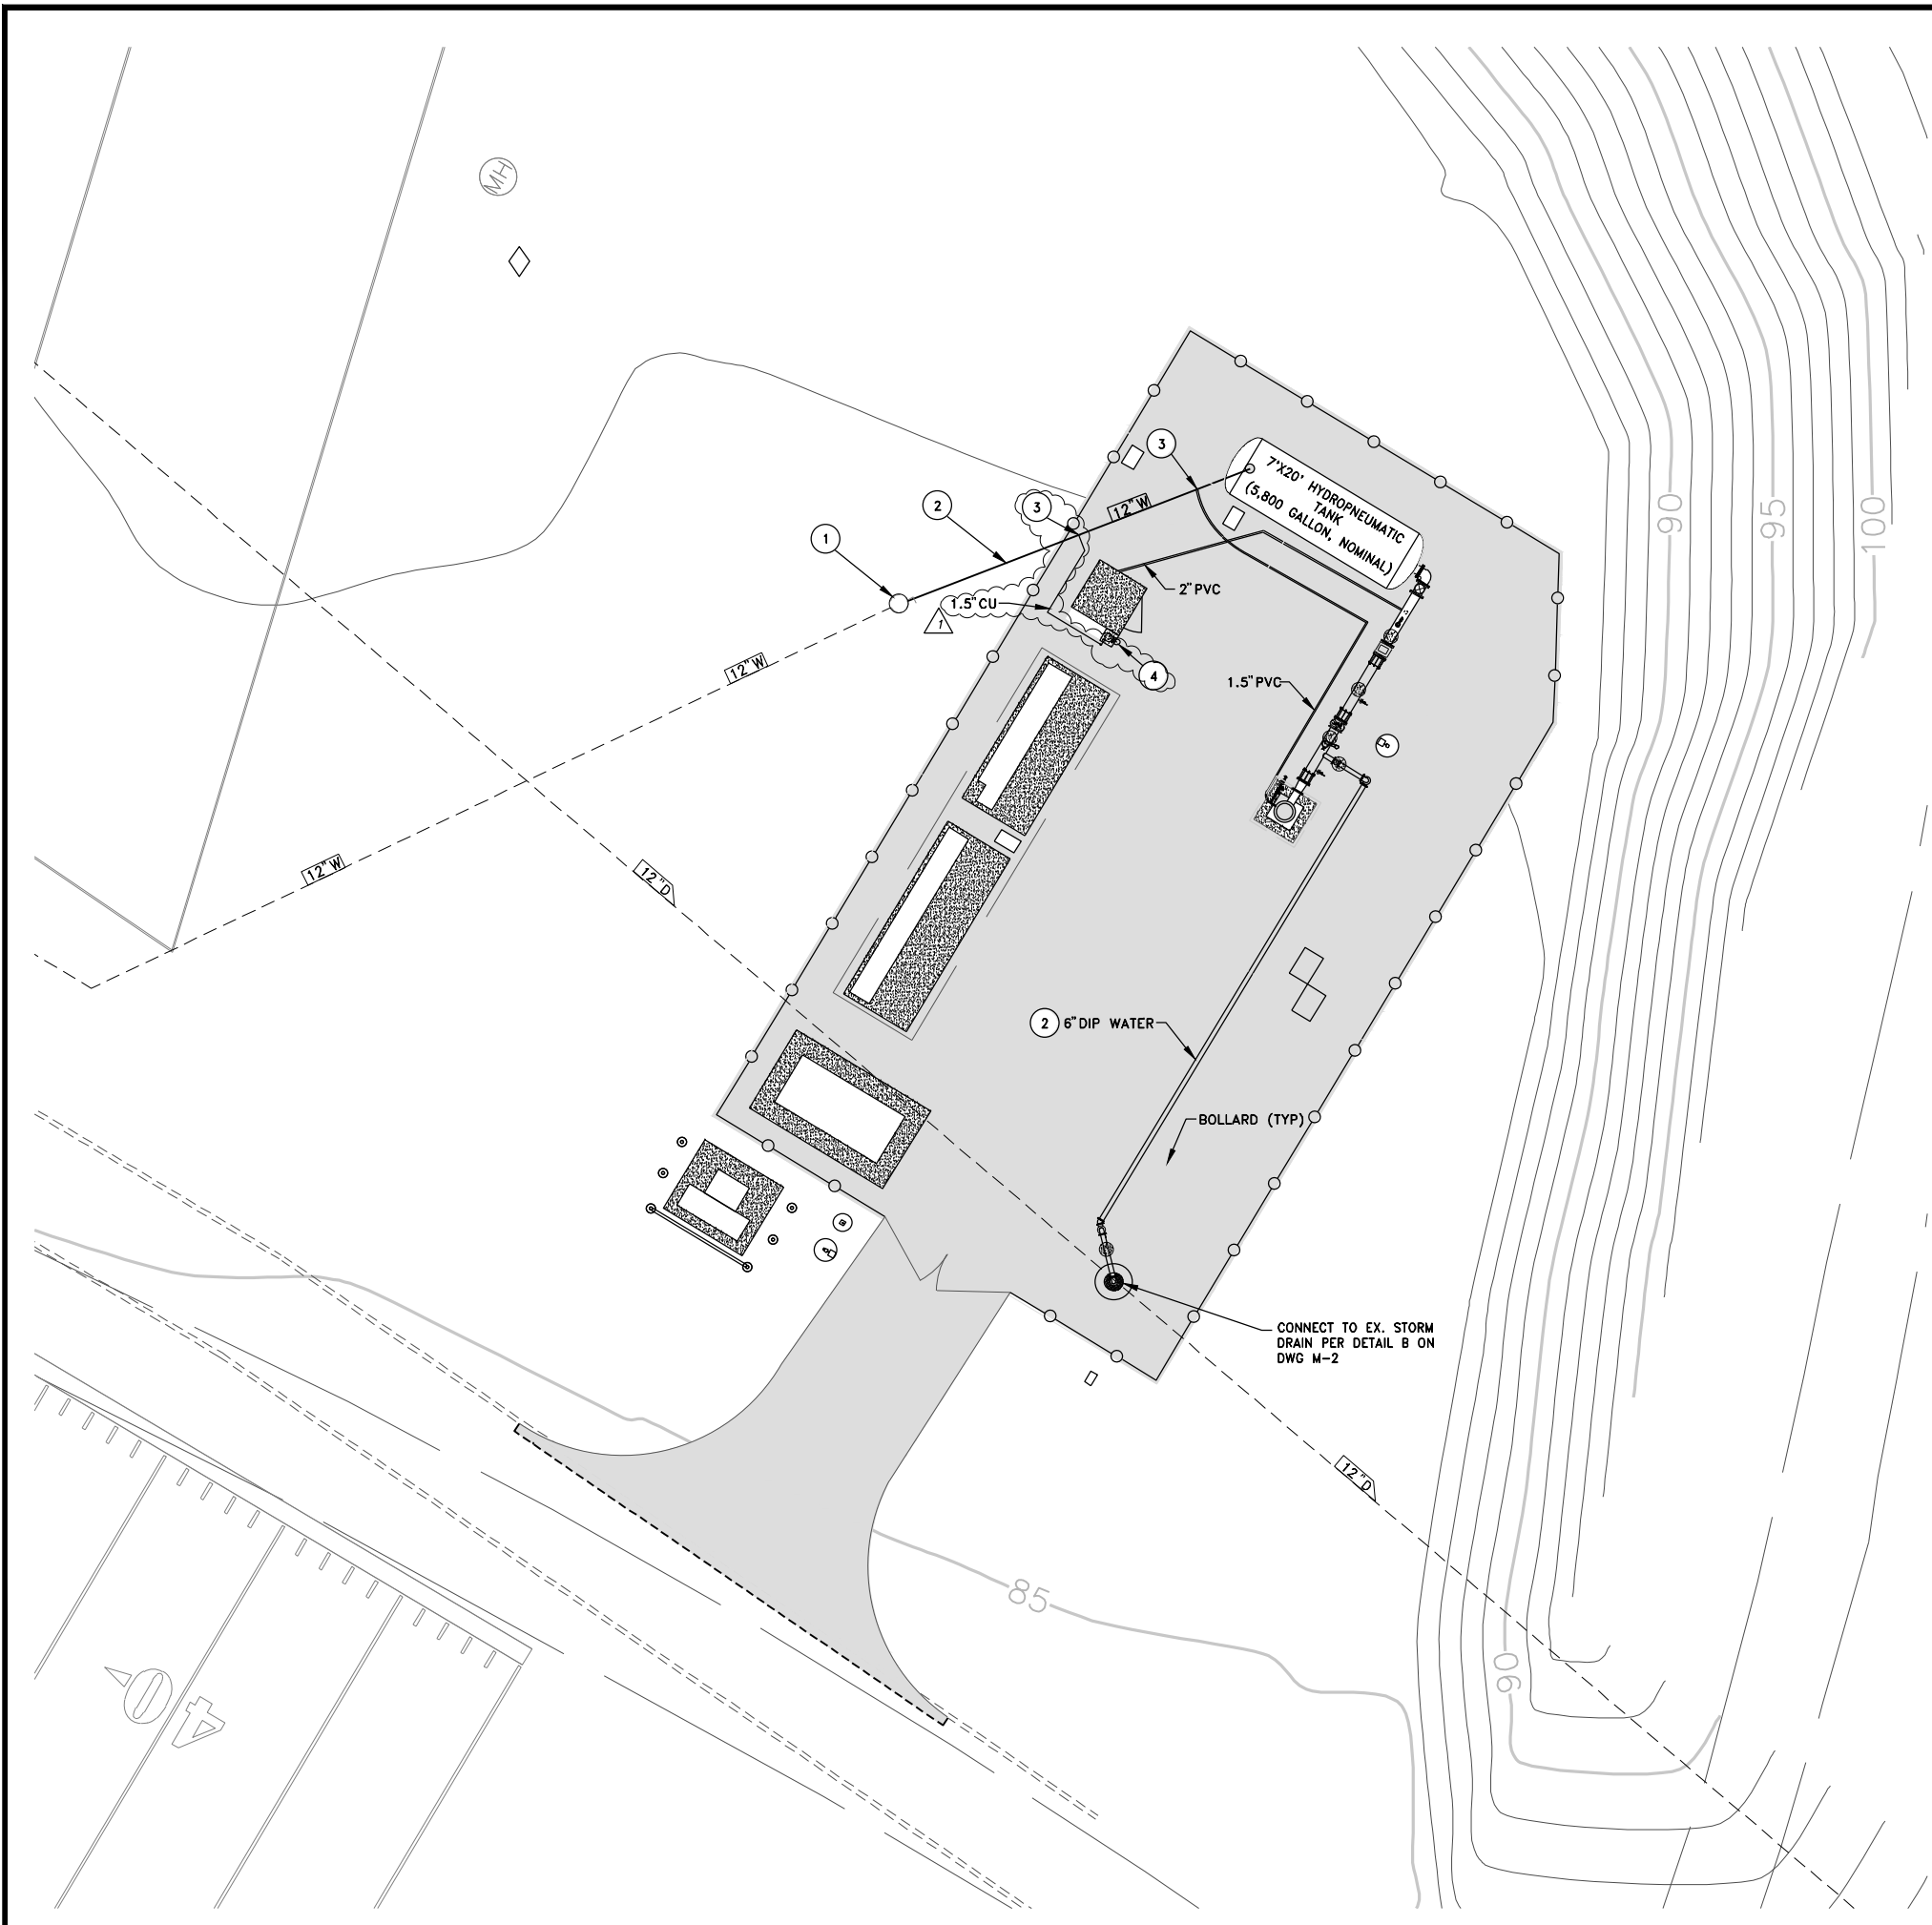 MH
3
7'X20' HYDROPNEUMATIC
TANK
(5,800 GALLON, NOMINAL)
2
3
12"W
1
2"PVC
1.5"CU
1
12"W
4
1.5"PVC
12"W
12"D
2 6"DIP WATER
BOLLARD (TYP)
CONNECT TO EX. STORM
DRAIN PER DETAIL B ON
DWG M-2
12"D
90
95
100
85
90
40